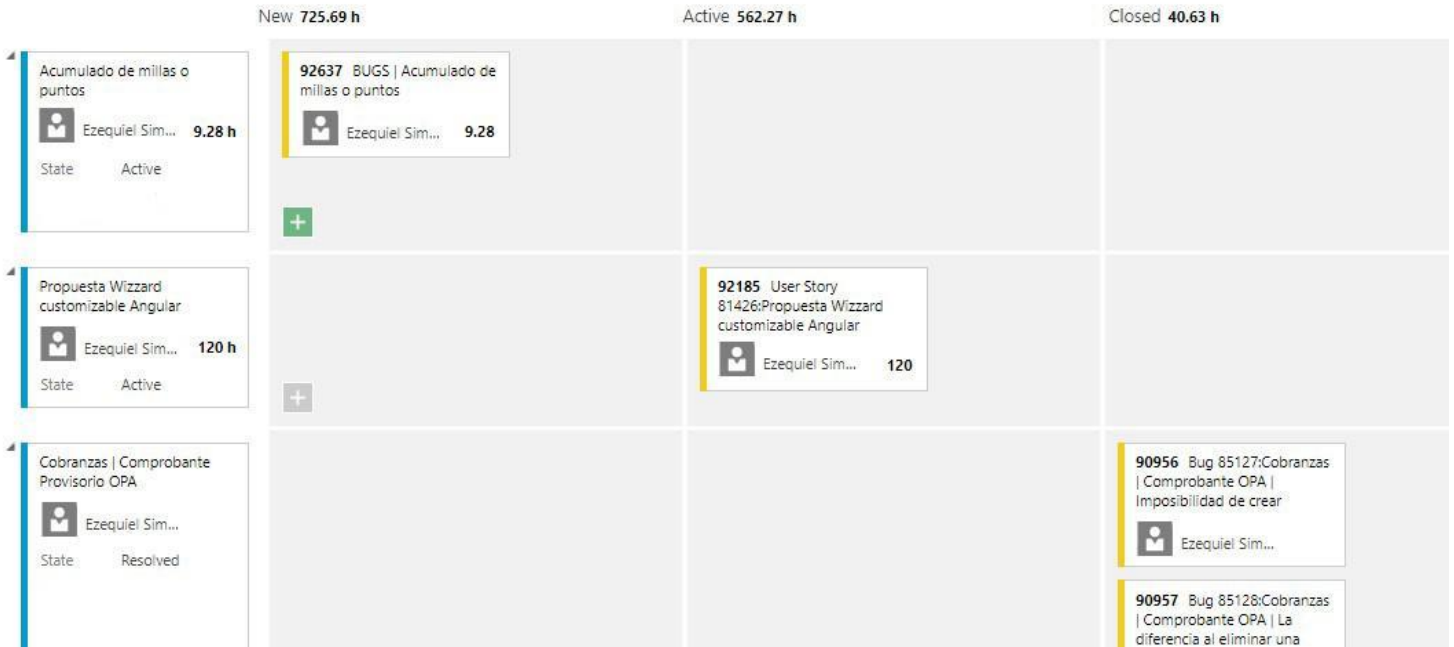 New 725.69 h
Active 562.27 h
Closed 40.63 h
Acumulado de millas o
puntos
Ezequiel Sim... 9.28 h
State Active
92637 BUGS | Acumulado de
millas o puntos
Ezequiel Sim... 9.28
Propuesta Wizzard
customizable Angular
Ezequiel Sim... 120 h
State Active
92185 User Story
81426:Propuesta Wizzard
customizable Angular
Ezequiel Sim... 120
Cobranzas | Comprobante
Provisorio OPA
Ezequiel Sim...
State Resolved
90956 Bug 85127:Cobranzas
| Comprobante OPA |
Imposibilidad de crear
Ezequiel Sim...
90957 Bug 85128:Cobranzas
| Comprobante OPA | La
diferencia al eliminar una